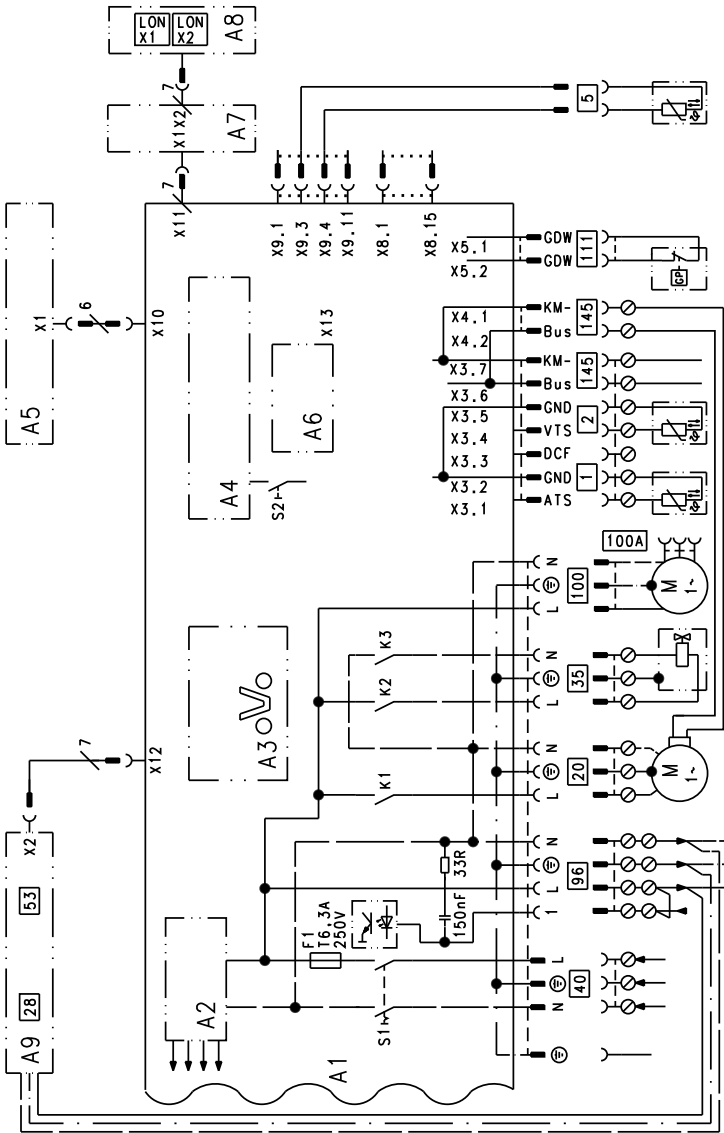 LON
X1
LON
X2
A8
7
X1
X2
A7
7
X11
5
X9.1
X9.3
X9.4
X9.11
X8.1
X8.15
A5
X1
6
X10
X13
A6
A4
S2
X5.1
GDW
X5.2
GDW
111
GP
X4.1
KM-
X4.2
Bus
145
X3.7
KM-
X3.6
Bus
145
X3.5
GND
X3.4
VTS
2
X3.3
DCF
X3.2
GND
X3.1
ATS
1
100A
N
L
100
M
1~
A3
K3
K2
N
L
35
7
X12
K1
N
L
20
M
1~
X2
53
28
A9
33R
150nF
N
L
1
96
F1
T6.3A
250V
A2
S1
L
N
40
A1